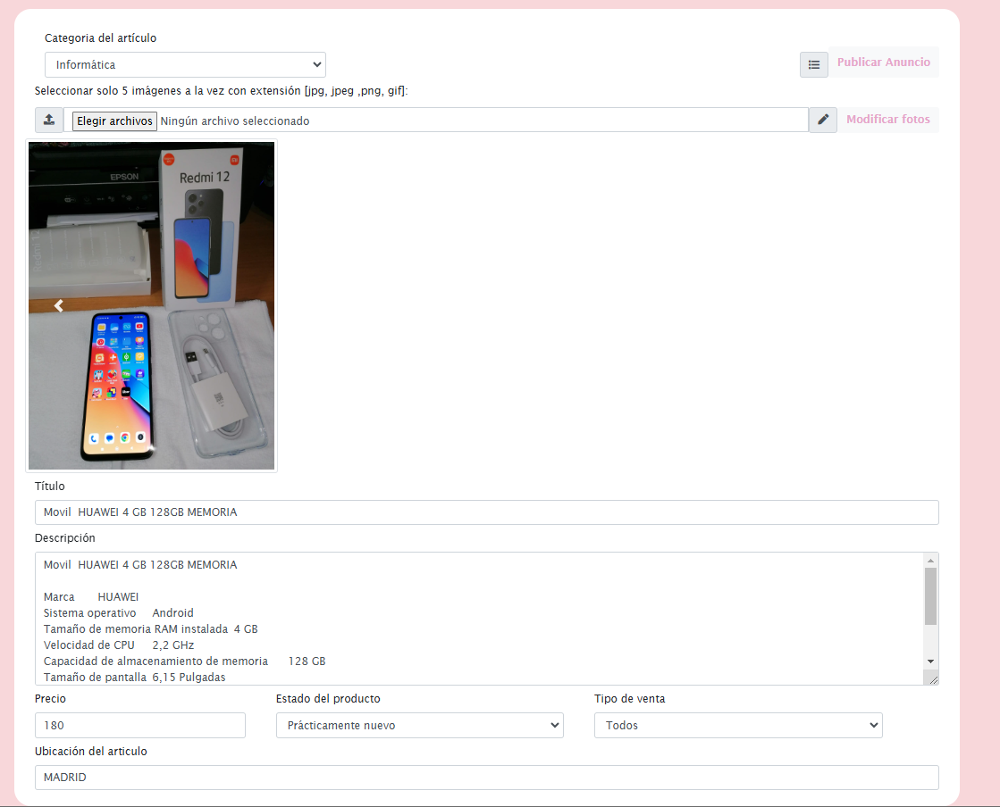 Categoria del artículo
Informática
Publicar Anuncio
Seleccionar solo 5 imágenes a la vez con extensión [jpg, jpeg ,png, gif]:
Elegir archivos Ningún archivo seleccionado
Modificar fotos
EPSON
Redmi 12
Título
Movil HUAWEI 4 GB 128GB MEMORIA
Descripción
Movil HUAWEI 4 GB 128GB MEMORIA
Marca HUAWEI
Sistema operativo Android
Tamaño de memoria RAM instalada 4 GB
Velocidad de CPU 2,2 GHz
Capacidad de almacenamiento de memoria 128 GB
Tamaño de pantalla 6,15 Pulgadas
Precio
Estado del producto
Tipo de venta
180
Prácticamente nuevo
Todos
Ubicación del articulo
MADRID